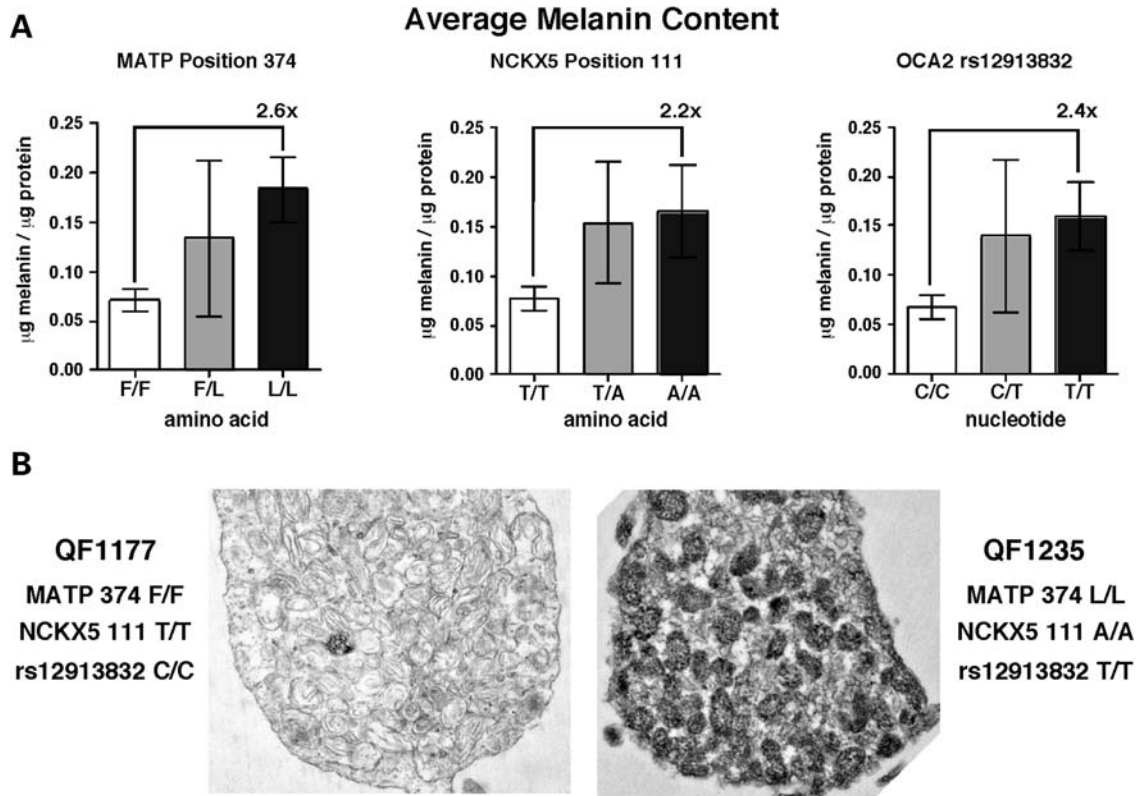 A
Average Melanin Content
MATP Position 374
2.6x
µg melanin / µg protein
0.25
0.20
0.15
0.10
0.05
0.00
F/F F/L L/L
amino acid
NCKX5 Position 111
2.2x
µg melanin / µg protein
0.25
0.20
0.15
0.10
0.05
0.00
T/T T/A A/A
amino acid
OCA2 rs12913832
2.4x
µg melanin / µg protein
0.25
0.20
0.15
0.10
0.05
0.00
C/C C/T T/T
nucleotide
B
QF1177
MATP 374 F/F
NCKX5 111 T/T
rs12913832 C/C
QF1235
MATP 374 L/L
NCKX5 111 A/A
rs12913832 T/T